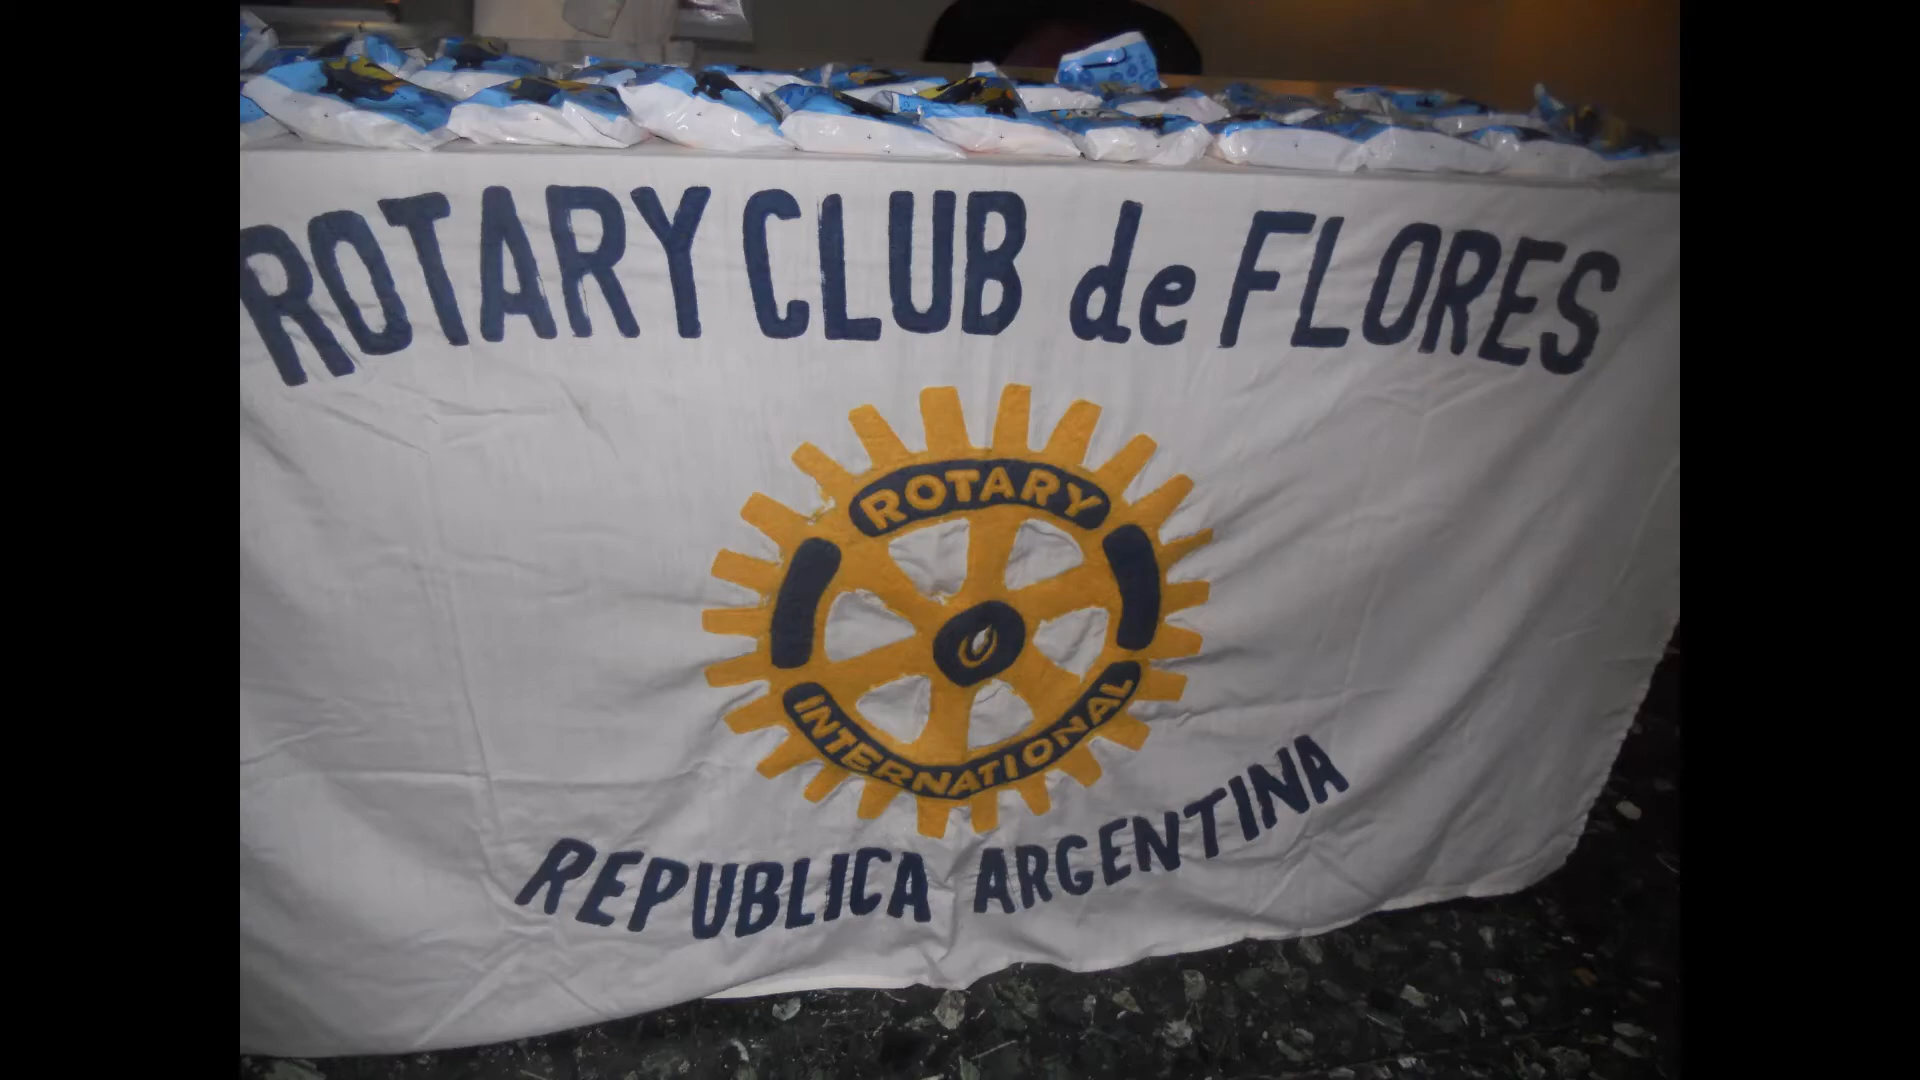 ROTARY CLUB de FLORES
ROTARY
INTERNATIONAL
REPUBLICA ARGENTINA